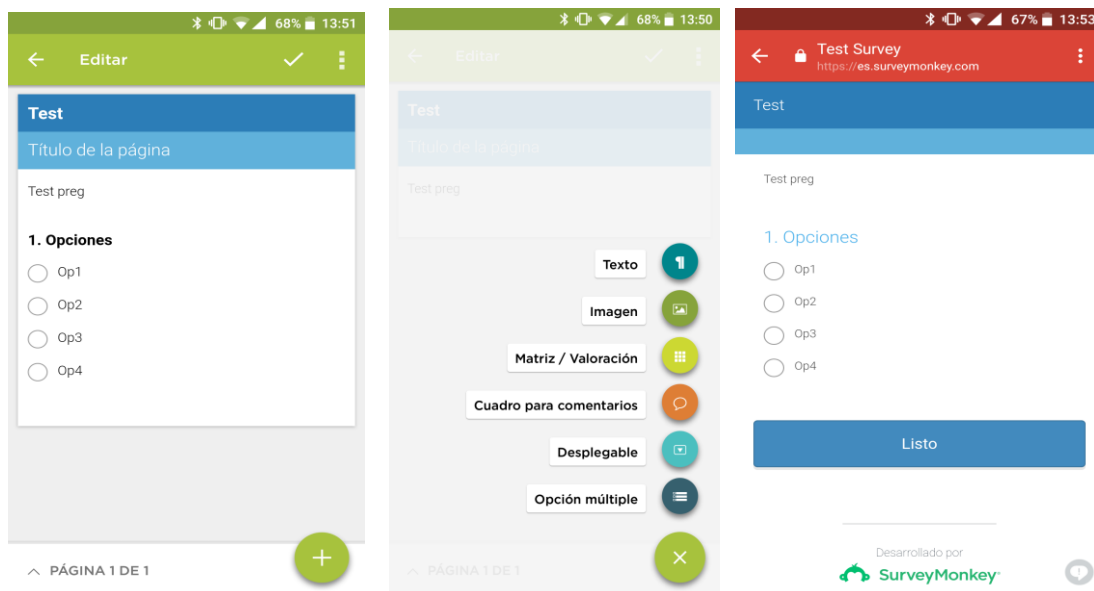 68% 13:51
Editar
Test
Título de la página
Test preg
1. Opciones
Op1
Op2
Op3
Op4
PÁGINA 1 DE 1
68% 13:50
Editar
Test
Título de la página
Test preg
Texto
Imagen
Matriz / Valoración
Cuadro para comentarios
Desplegable
Opción múltiple
PÁGINA 1 DE 1
67% 13:53
Test Survey
https://es.surveymonkey.com
Test
Test preg
1. Opciones
Op1
Op2
Op3
Op4
Listo
Desarrollado por
SurveyMonkey